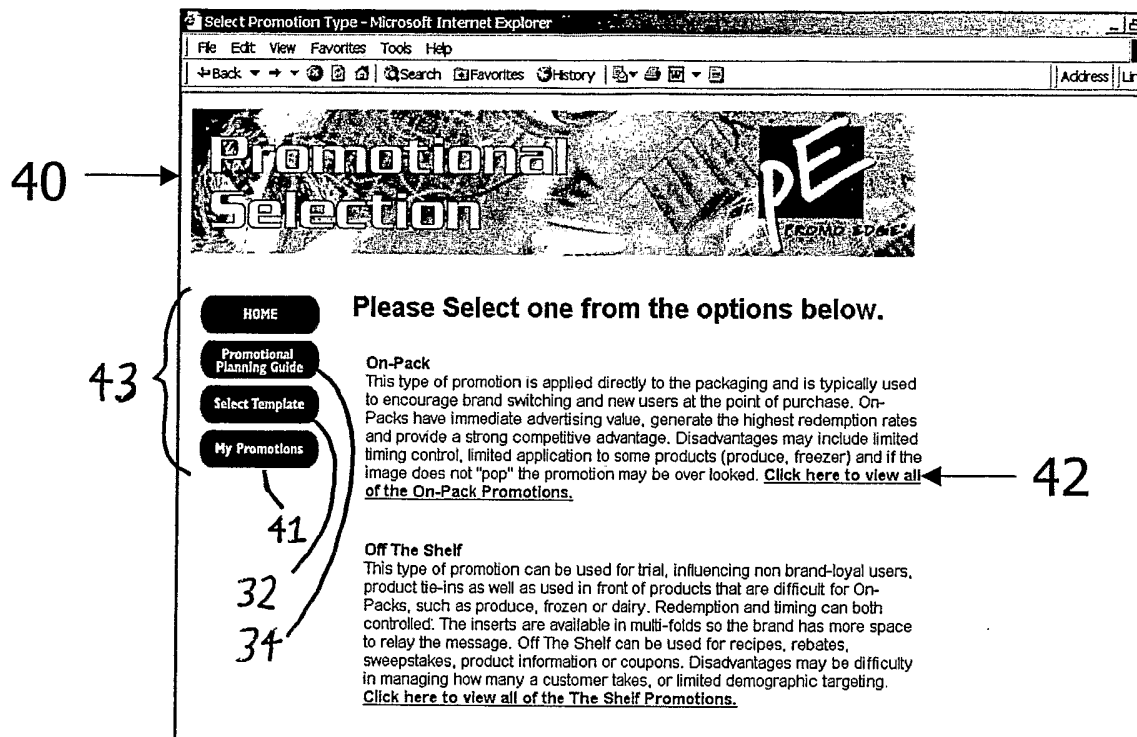 Select Promotion Type - Microsoft Internet Explorer
File Edit View Favorites Tools Help
Back Search Favorites History Address
40
Promotional
Selection
pE
PROMO EDGE
43
HOME
Promotional
Planning Guide
Select Template
My Promotions
41
32
34
Please Select one from the options below.
On-Pack
This type of promotion is applied directly to the packaging and is typically used
to encourage brand switching and new users at the point of purchase. On-
Packs have immediate advertising value, generate the highest redemption rates
and provide a strong competitive advantage. Disadvantages may include limited
timing control, limited application to some products (produce, freezer) and if the
image does not "pop" the promotion may be over looked. Click here to view all
of the On-Pack Promotions.
42
Off The Shelf
This type of promotion can be used for trial, influencing non brand-loyal users,
product tie-ins as well as used in front of products that are difficult for On-
Packs, such as produce, frozen or dairy. Redemption and timing can both
controlled. The inserts are available in multi-folds so the brand has more space
to relay the message. Off The Shelf can be used for recipes, rebates,
sweepstakes, product information or coupons. Disadvantages may be difficulty
in managing how many a customer takes, or limited demographic targeting.
Click here to view all of the The Shelf Promotions.